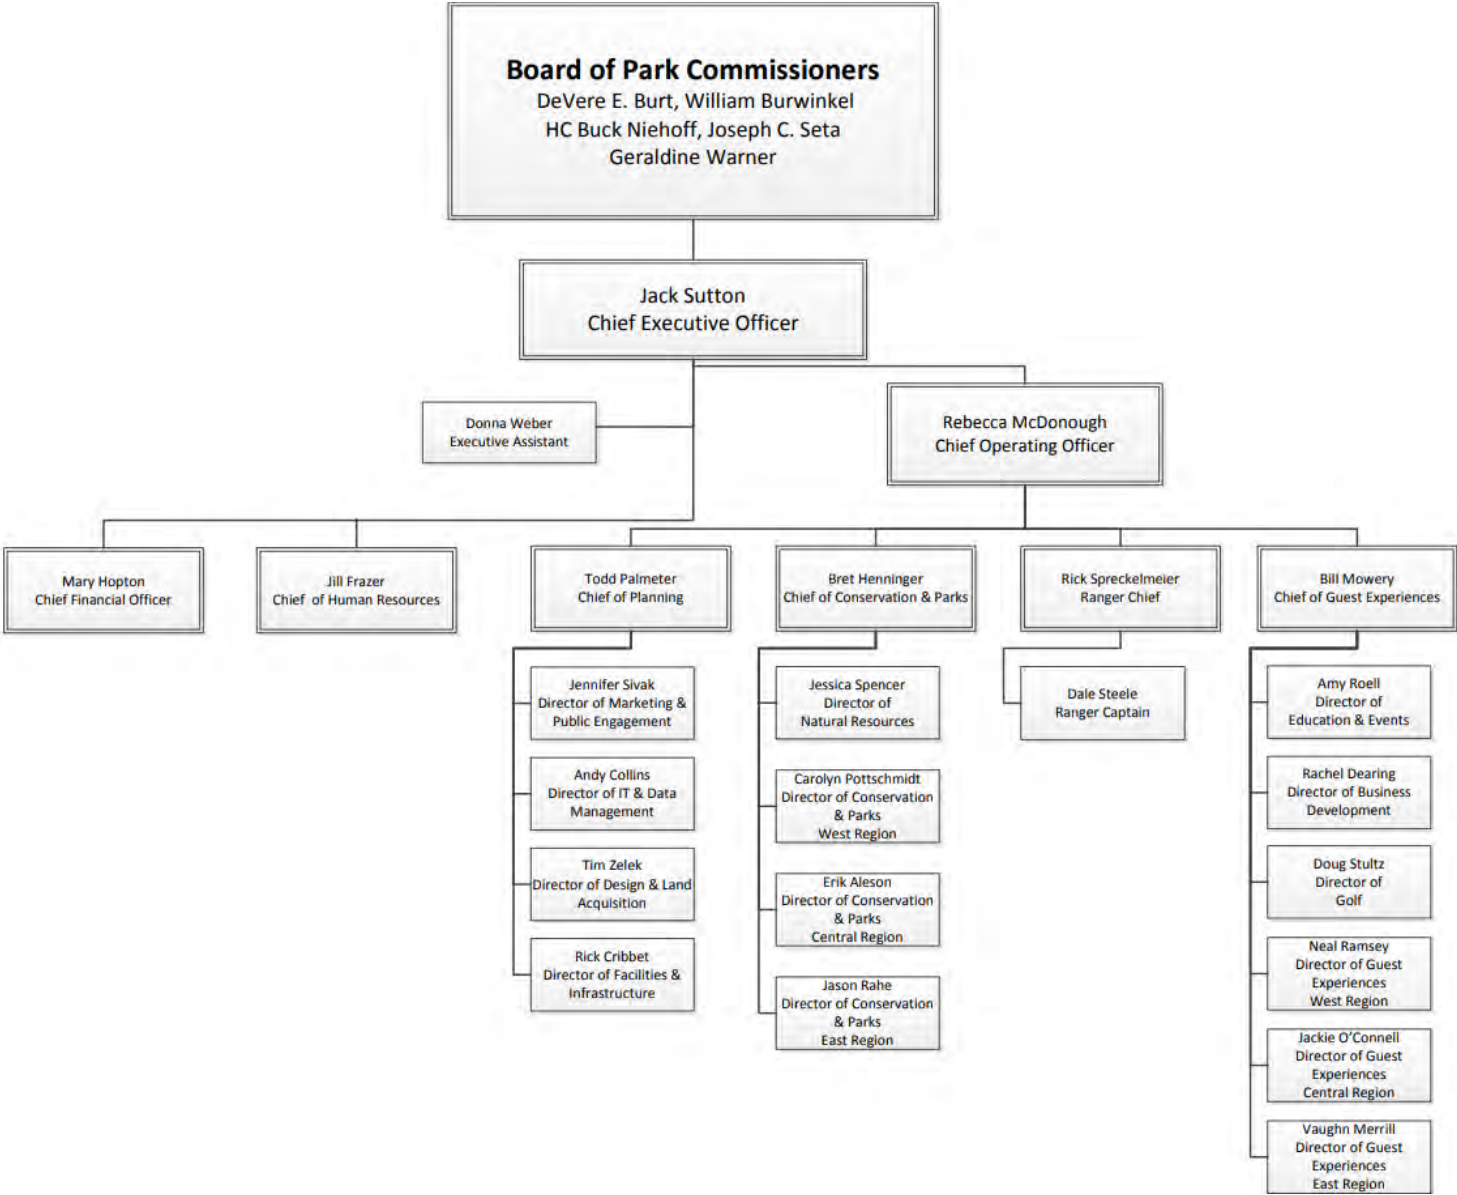 Board of Park Commissioners
DeVere E. Burt, William Burwinkel
HC Buck Niehoff, Joseph C. Seta
Geraldine Warner
Jack Sutton
Chief Executive Officer
Donna Weber
Executive Assistant
Rebecca McDonough
Chief Operating Officer
Mary Hopton
Chief Financial Officer
Jill Frazer
Chief of Human Resources
Todd Palmeter
Chief of Planning
Bret Henninger
Chief of Conservation & Parks
Rick Spreckelmeier
Ranger Chief
Bill Mowery
Chief of Guest Experiences
Jennifer Sivak
Director of Marketing &
Public Engagement
Andy Collins
Director of IT & Data
Management
Tim Zelek
Director of Design & Land
Acquisition
Rick Cribbet
Director of Facilities &
Infrastructure
Jessica Spencer
Director of
Natural Resources
Carolyn Pottschmidt
Director of Conservation
& Parks
West Region
Erik Aleson
Director of Conservation
& Parks
Central Region
Jason Rahe
Director of Conservation
& Parks
East Region
Dale Steele
Ranger Captain
Amy Roell
Director of
Education & Events
Rachel Dearing
Director of Business
Development
Doug Stultz
Director of
Golf
Neal Ramsey
Director of Guest
Experiences
West Region
Jackie O'Connell
Director of Guest
Experiences
Central Region
Vaughn Merrill
Director of Guest
Experiences
East Region